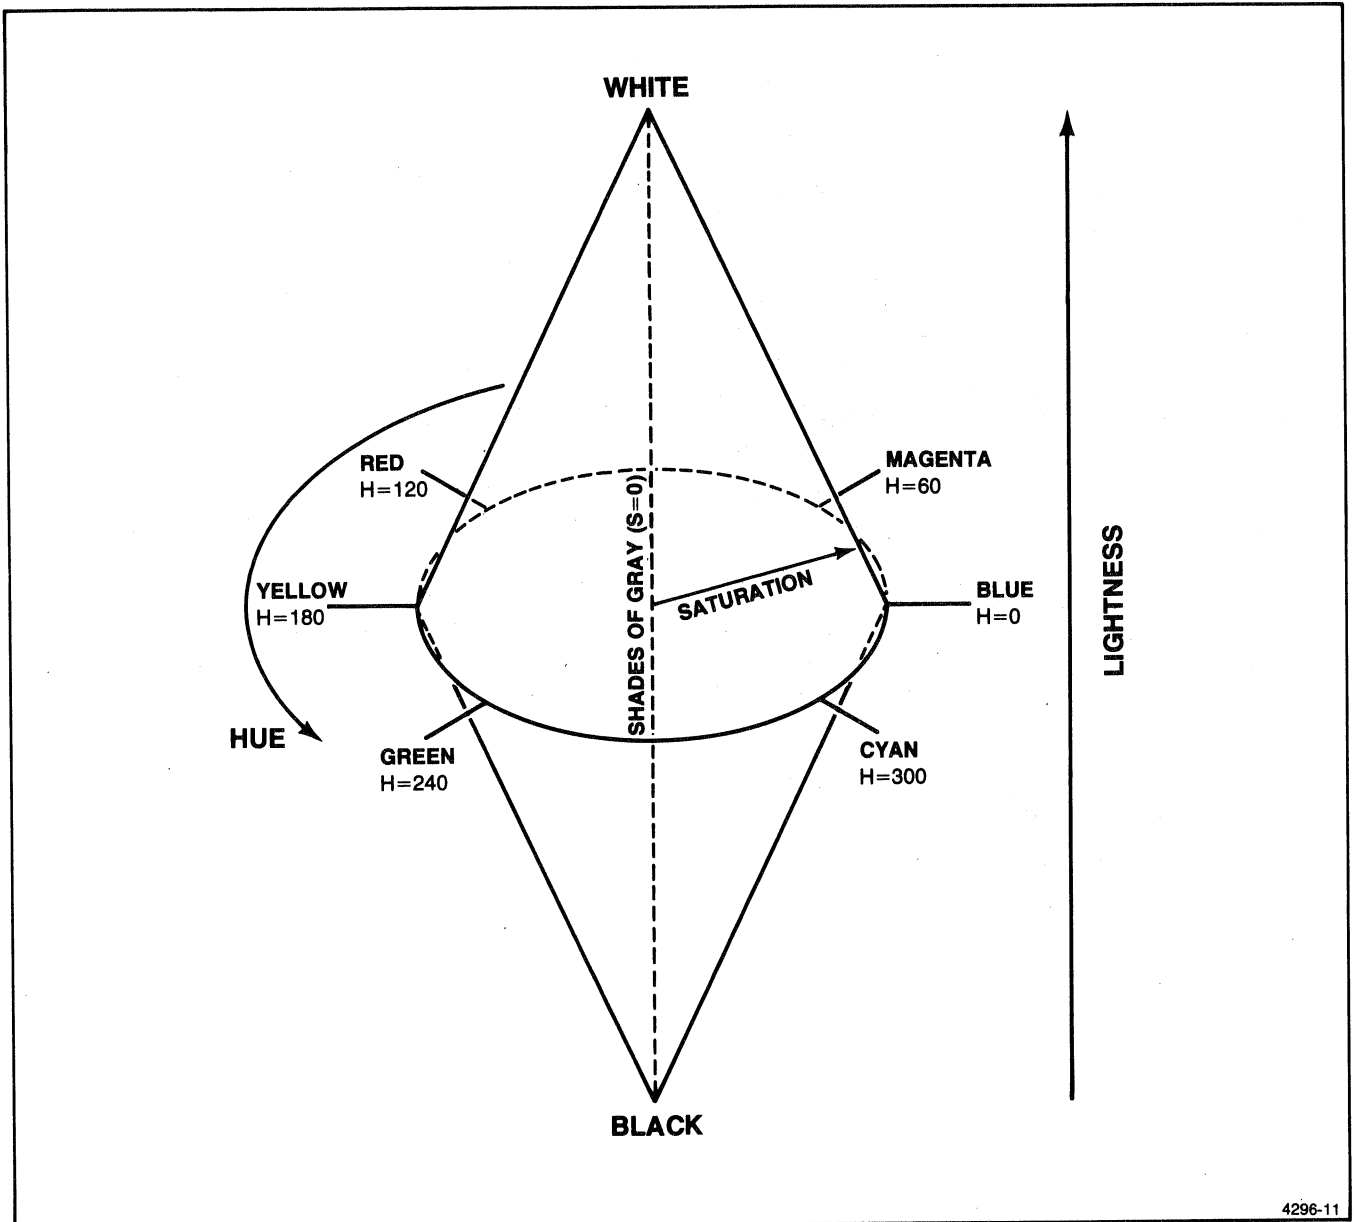 WHITE
RED
H=120
MAGENTA
H=60
SHADES OF GRAY (S=0)
SATURATION
YELLOW
H=180
BLUE
H=0
LIGHTNESS
HUE
GREEN
H=240
CYAN
H=300
BLACK
4296-11